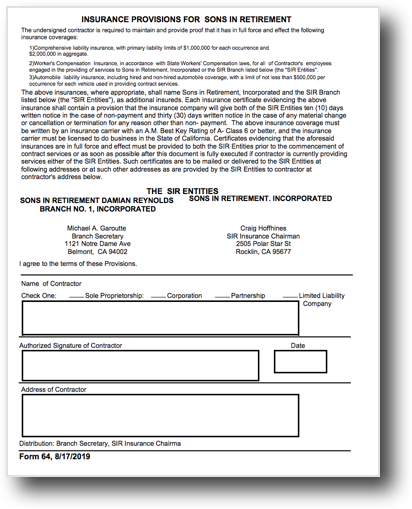 INSURANCE PROVISIONS FOR SONS IN RETIREMENT
The undersigned contractor is required to maintain and provide proof that it has in full force and effect the following
insurance coverages:
1)Comprehensive liability insurance, with primary liability limits of $1,000,000 for each occurrence and
$2,000,000 in aggregate.
2)Worker's Compensation Insurance, in accordance with State Workers' Compensation laws, for all of Contractor's employees
engaged in the providing of services to Sons in Retirement, Incorporated or the SIR Branch listed below (the "SIR Entities".
3)Automobile liability insurance, including hired and non-hired automobile coverage, with a limit of not less than $500,000 per
occurrence for each vehicle used in providing contract services.
The above insurances, where appropriate, shall name Sons in Retirement, Incorporated and the SIR Branch
listed below (the "SIR Entities"), as additional insureds. Each insurance certificate evidencing the above
insurance shall contain a provision that the insurance company will give both of the SIR Entities ten (10) days
written notice in the case of non-payment and thirty (30) days written notice in the case of any material change
or cancellation or termination for any reason other than non- payment. The above insurance coverage must
be written by an insurance carrier with an A.M. Best Key Rating of A- Class 6 or better, and the insurance
carrier must be licensed to do business in the State of California. Certificates evidencing that the aforesaid
insurances are in full force and effect must be provided to both the SIR Entities prior to the commencement of
contract services or as soon as possible after this document is fully executed if contractor is currently providing
services either of the SIR Entities. Such certificates are to be mailed or delivered to the SIR Entities at
following addresses or at such other addresses as are provided by the SIR Entities to contractor at
contractor's address below.
THE SIR ENTITIES
SONS IN RETIREMENT DAMIAN REYNOLDS
BRANCH NO. 1, INCORPORATED
SONS IN RETIREMENT. INCORPORATED
Michael A. Garoutte
Branch Secretary
1121 Notre Dame Ave
Belmont, CA 94002
Craig Hoffhines
SIR Insurance Chairman
2505 Polar Star St
Rocklin, CA 95677
I agree to the terms of these Provisions.
Name of Contractor
Check One: ____ Sole Proprietorship: ____ Corporation ____ Partnership ____ Limited Liability
Company
Authorized Signature of Contractor
Date
Address of Contractor
Distribution: Branch Secretary, SIR Insurance Chairma
Form 64, 8/17/2019